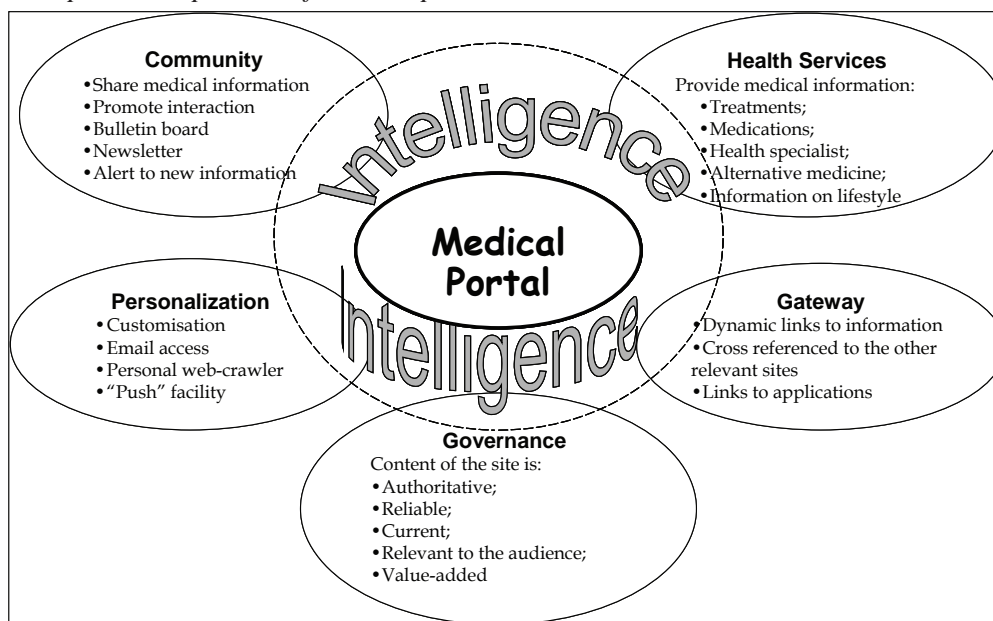 Community
•Share medical information
•Promote interaction
•Bulletin board
•Newsletter
•Alert to new information
Health Services
Provide medical information:
•Treatments;
•Medications;
•Health specialist;
•Alternative medicine;
•Information on lifestyle
Intelligence
Medical
Portal
Intelligence
Personalization
•Customisation
•Email access
•Personal web-crawler
•“Push” facility
Gateway
•Dynamic links to information
•Cross referenced to the other
relevant sites
•Links to applications
Governance
Content of the site is:
•Authoritative;
•Reliable;
•Current;
•Relevant to the audience;
•Value-added